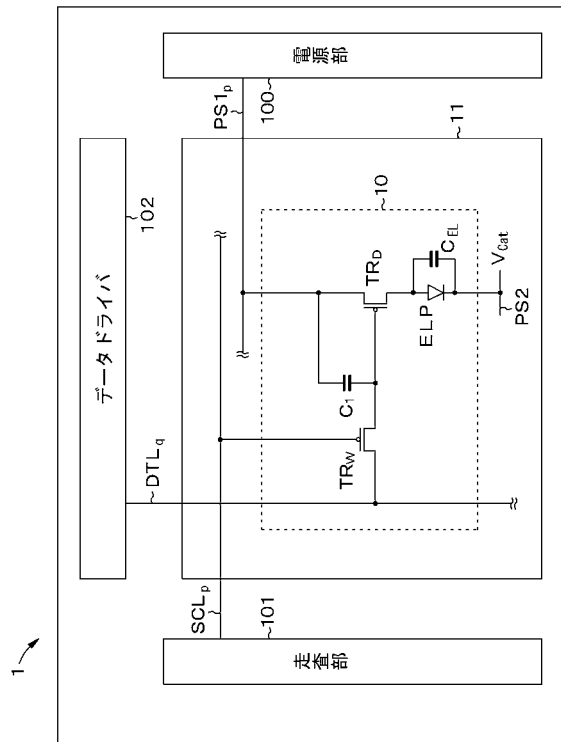 1
データドライバ
102
DTLq
走査部
101
SCLp
電源部
100
PS1p
11
10
TRW
C1
TRD
ELP
CEL
VCat
PS2